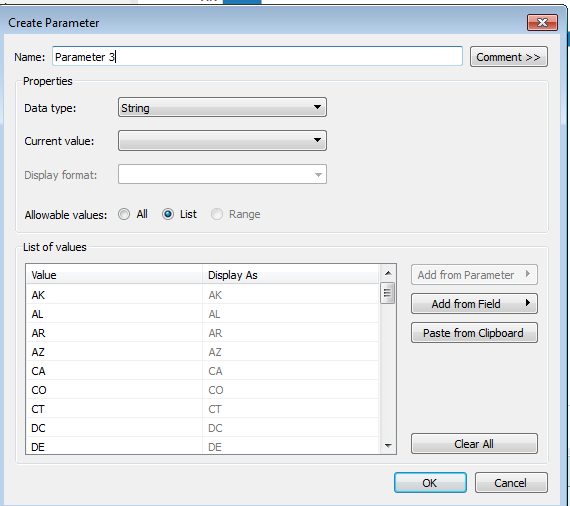 Create Parameter
Name: Parameter 3 Comment >>
Properties
Data type: String
Current value:
Display format:
Allowable values: All List Range
List of values
Value Display As
AK AK
AL AL
AR AR
AZ AZ
CA CA
CO CO
CT CT
DC DC
DE DE
Add from Parameter
Add from Field
Paste from Clipboard
Clear All
OK Cancel